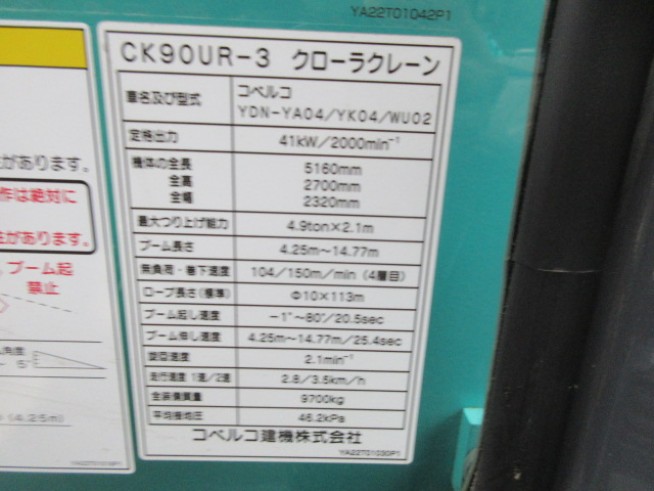 YA22T01042P1
CK90UR-3 クローラクレーン
車名及び型式 コベルコ
YDN-YA04/YK04/WU02
定格出力 41kW/2000min⁻¹
機体の全長 5160mm
全高 2700mm
全幅 2320mm
最大つり上げ能力 4.9ton×2.1m
ブーム長さ 4.25m〜14.77m
無負荷・巻下速度 104/150m/min (4層目)
ロープ長さ(標準) Φ10×113m
ブーム起し速度 -1°〜80°/20.5sec
ブーム伸し速度 4.25m〜14.77m/25.4sec
旋回速度 2.1min⁻¹
走行速度 1速/2速 2.8/3.5km/h
全装備質量 9700kg
平均接地圧 46.2kPa
コベルコ建機株式会社
YA22T01030P1
があります。
作は絶対に
があります。
、ブーム起
禁止
角度
5°
(4.25m)